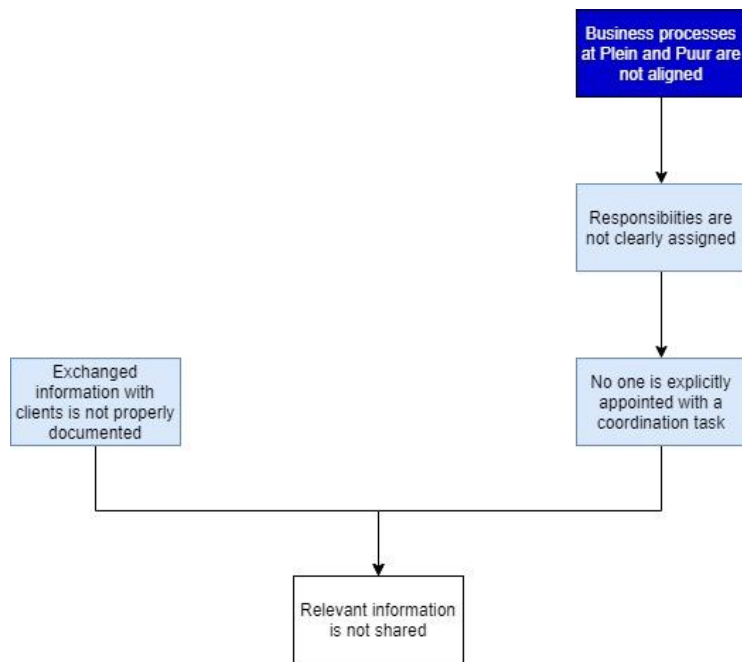 Business processes
at Plein and Puur are
not aligned
Responsibiities are
not clearly assigned
Exchanged
information with
clients is not properly
documented
No one is explicitly
appointed with a
coordination task
Relevant information
is not shared